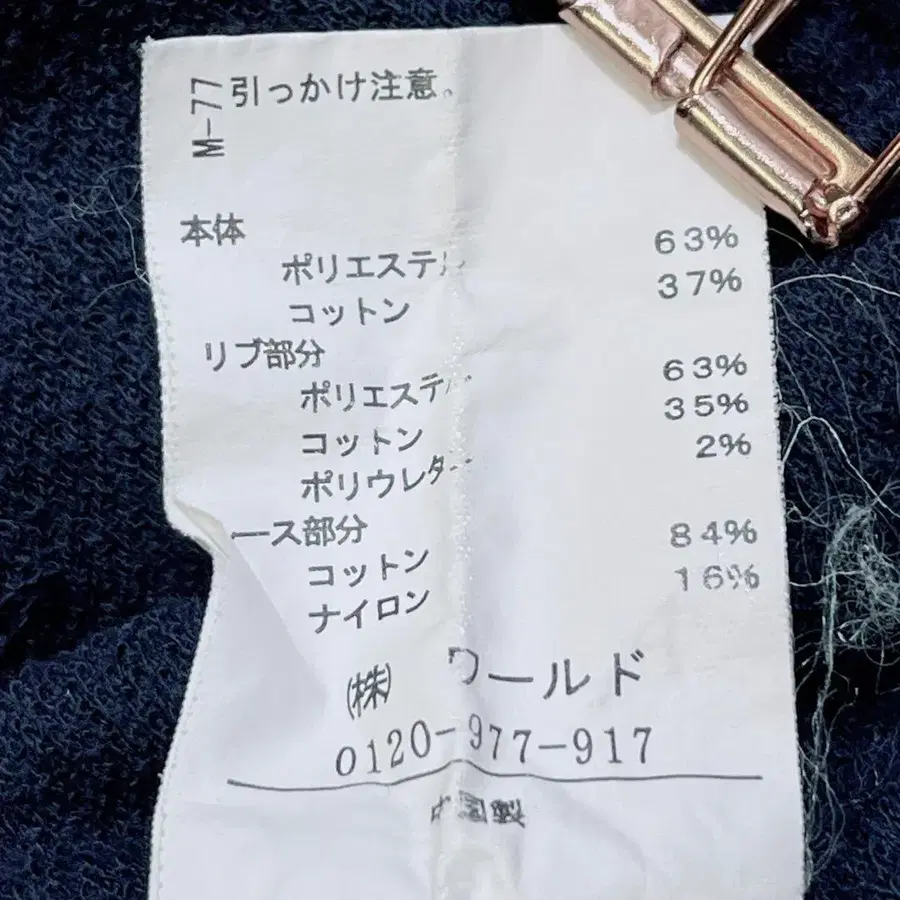 M-77 引っかけ注意。
本体
ポリエステル 63%
コットン 37%
リブ部分
ポリエステル 63%
コットン 35%
ポリウレタン 2%
ース部分
コットン 84%
ナイロン 16%
(株) ワールド
0120-977-917
中国製